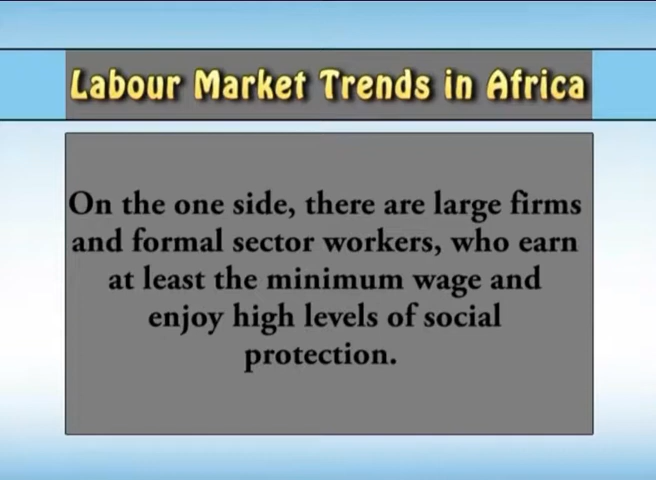 Labour Market Trends in Africa
On the one side, there are large firms
and formal sector workers, who earn
at least the minimum wage and
enjoy high levels of social
protection.